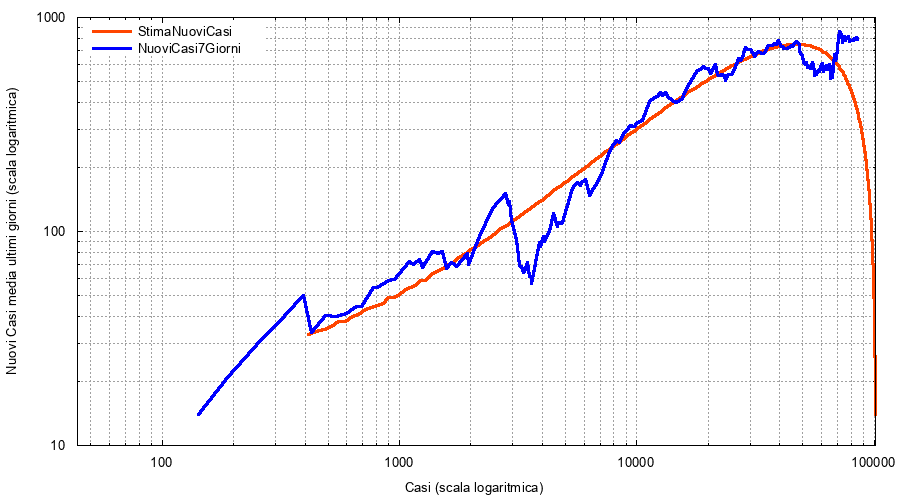 1000
StimaNuoviCasi
NuoviCasi7Giorni
100
10
Nuovi Casi media ultimi giorni (scala logaritmica)
100
1000
10000
100000
Casi (scala logaritmica)